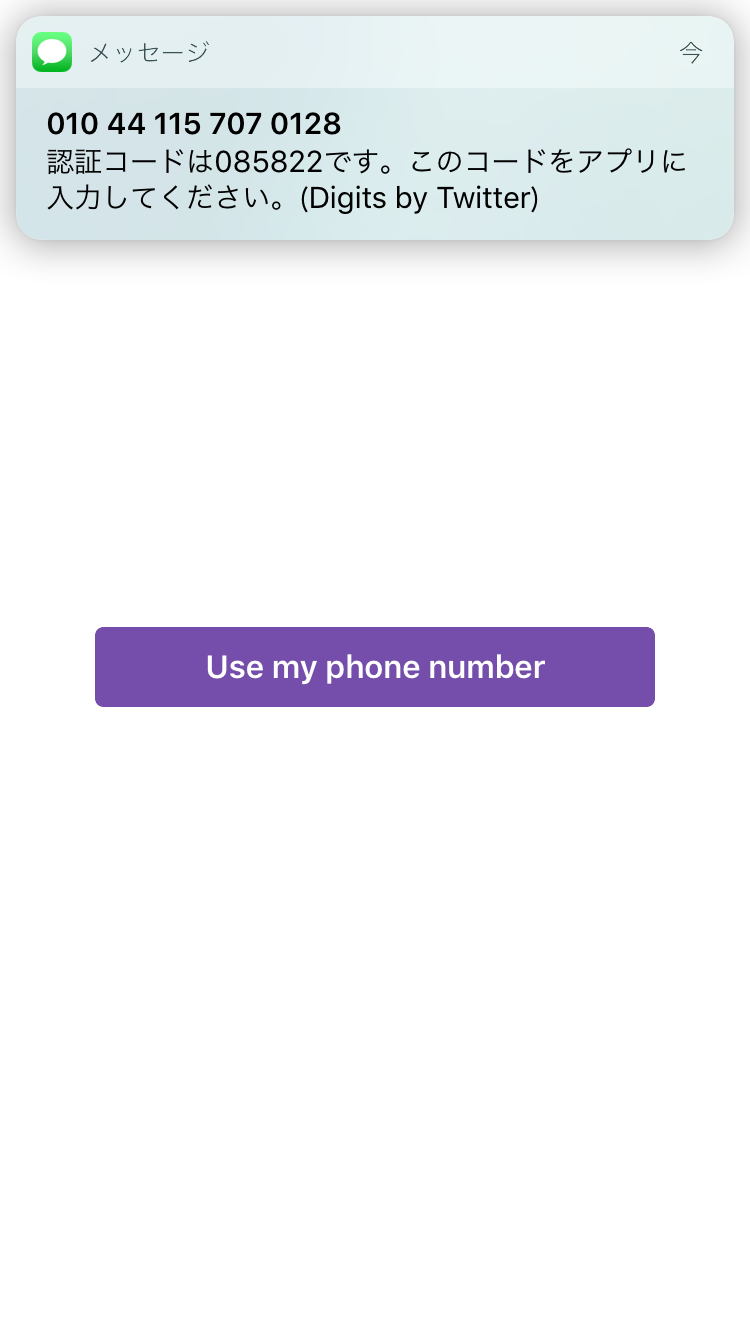 メッセージ
今
010 44 115 707 0128
認証コードは085822です。このコードをアプリに
入力してください。(Digits by Twitter)
Use my phone number